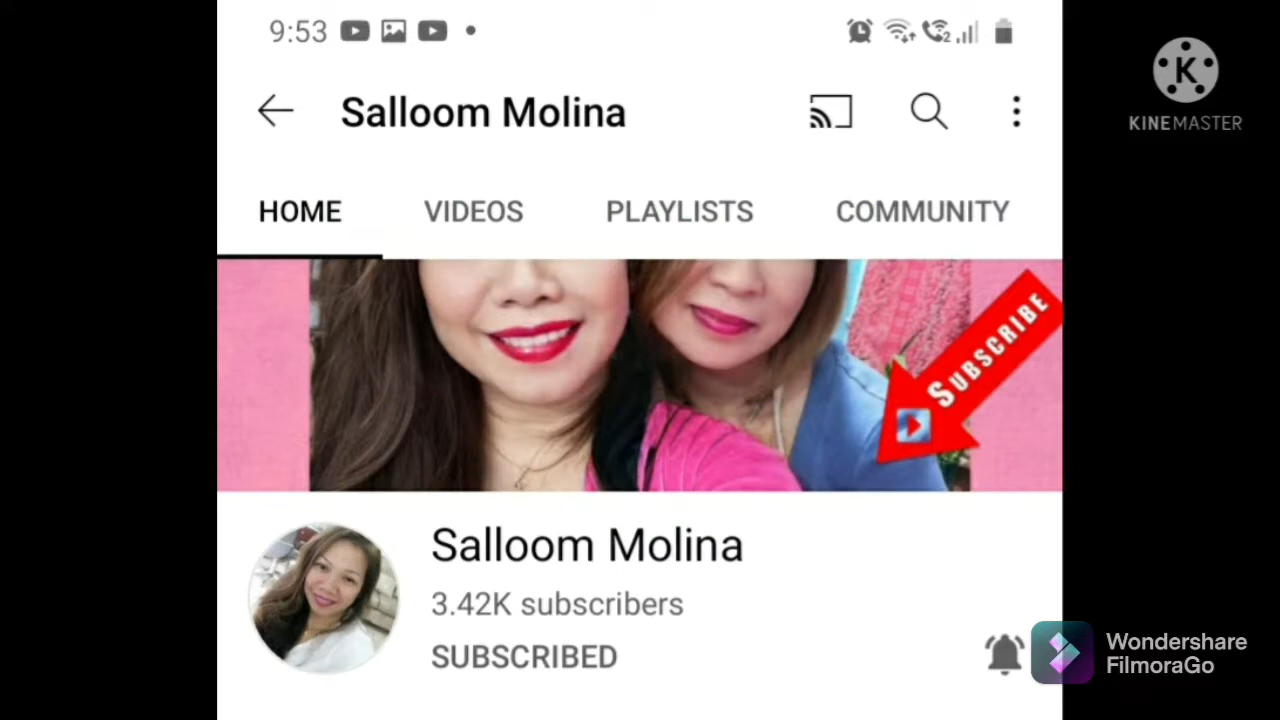 9:53
Salloom Molina
HOME VIDEOS PLAYLISTS COMMUNITY
SUBSCRIBE
Salloom Molina
3.42K subscribers
SUBSCRIBED
K
KINEMASTER
Wondershare
FilmoraGo